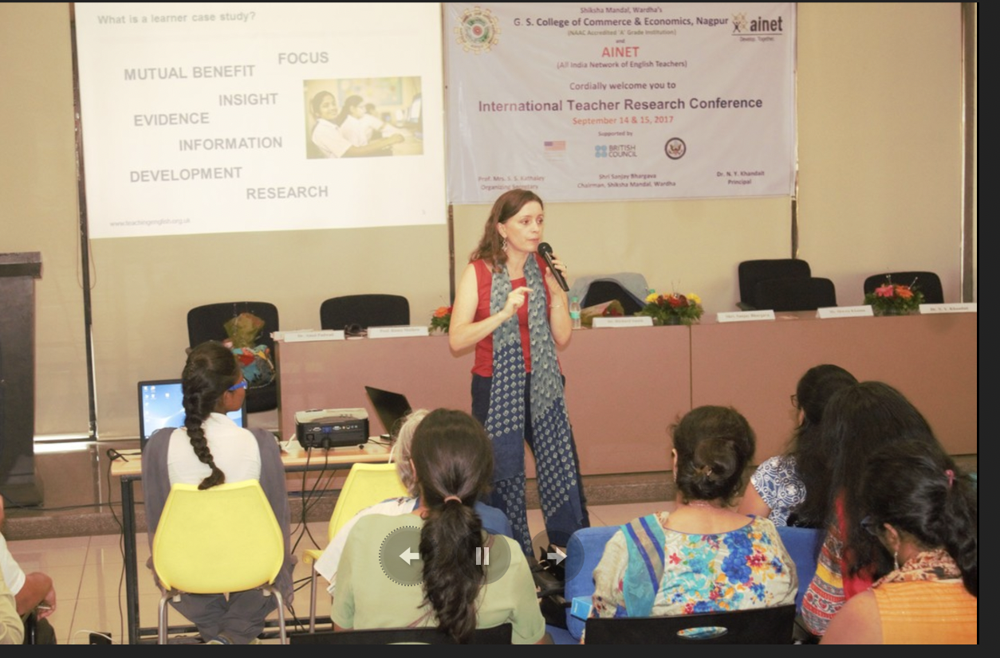 What is a learner case study?
FOCUS
MUTUAL BENEFIT
INSIGHT
EVIDENCE
INFORMATION
DEVELOPMENT
RESEARCH
www.teachingenglish.org.uk
Shiksha Mandal, Wardha's
G. S. College of Commerce & Economics, Nagpur
(NAAC Accredited 'A' Grade Institution)
and
AINET
(All India Network of English Teachers)
ainet
Develop, Together.
Cordially welcome you to
International Teacher Research Conference
September 14 & 15, 2017
Supported by
BRITISH
COUNCIL
Prof. Mrs. S. S. Kathaley
Organising Secretary
Shri Sanjay Bhargava
Chairman, Shiksha Mandal, Wardha
Dr. N. Y. Khandait
Principal